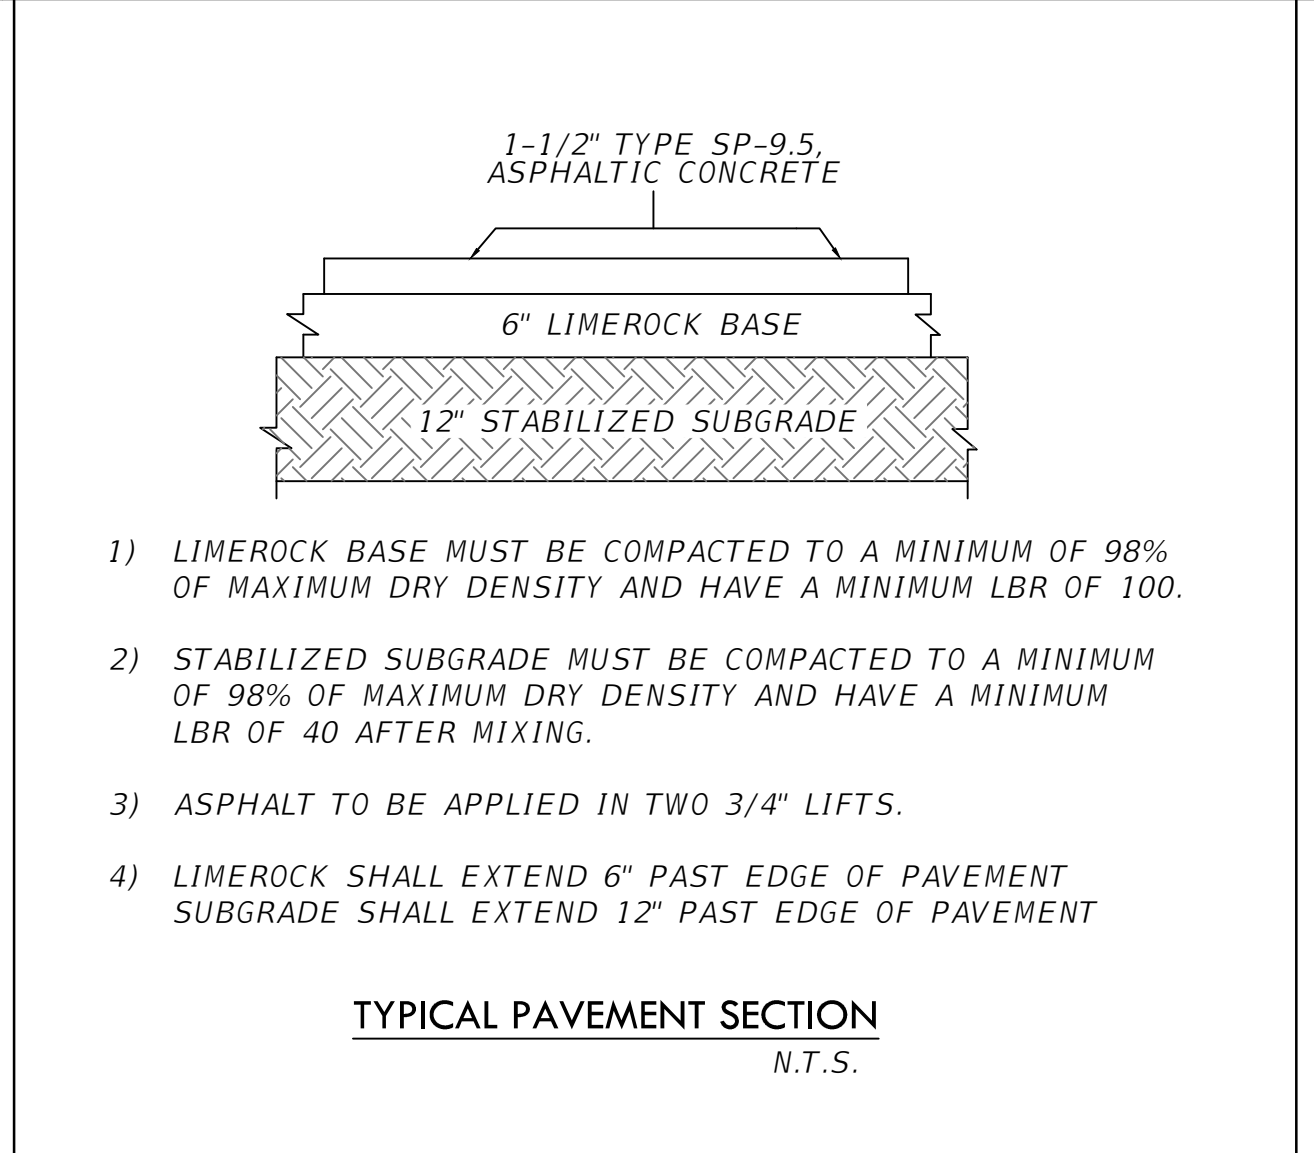 1-1/2" TYPE SP-9.5,
ASPHALTIC CONCRETE
6" LIMEROCK BASE
12" STABILIZED SUBGRADE
1) LIMEROCK BASE MUST BE COMPACTED TO A MINIMUM OF 98%
OF MAXIMUM DRY DENSITY AND HAVE A MINIMUM LBR OF 100.
2) STABILIZED SUBGRADE MUST BE COMPACTED TO A MINIMUM
OF 98% OF MAXIMUM DRY DENSITY AND HAVE A MINIMUM
LBR OF 40 AFTER MIXING.
3) ASPHALT TO BE APPLIED IN TWO 3/4" LIFTS.
4) LIMEROCK SHALL EXTEND 6" PAST EDGE OF PAVEMENT
SUBGRADE SHALL EXTEND 12" PAST EDGE OF PAVEMENT
TYPICAL PAVEMENT SECTION
N.T.S.